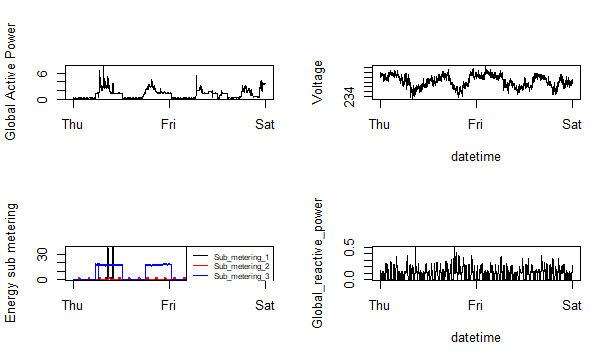 Global Active Power
0 6
Thu Fri Sat
Voltage
234
Thu Fri Sat
datetime
Energy sub metering
0 30
Sub_metering_1
Sub_metering_2
Sub_metering_3
Thu Fri Sat
Global_reactive_power
0.0 0.5
Thu Fri Sat
datetime